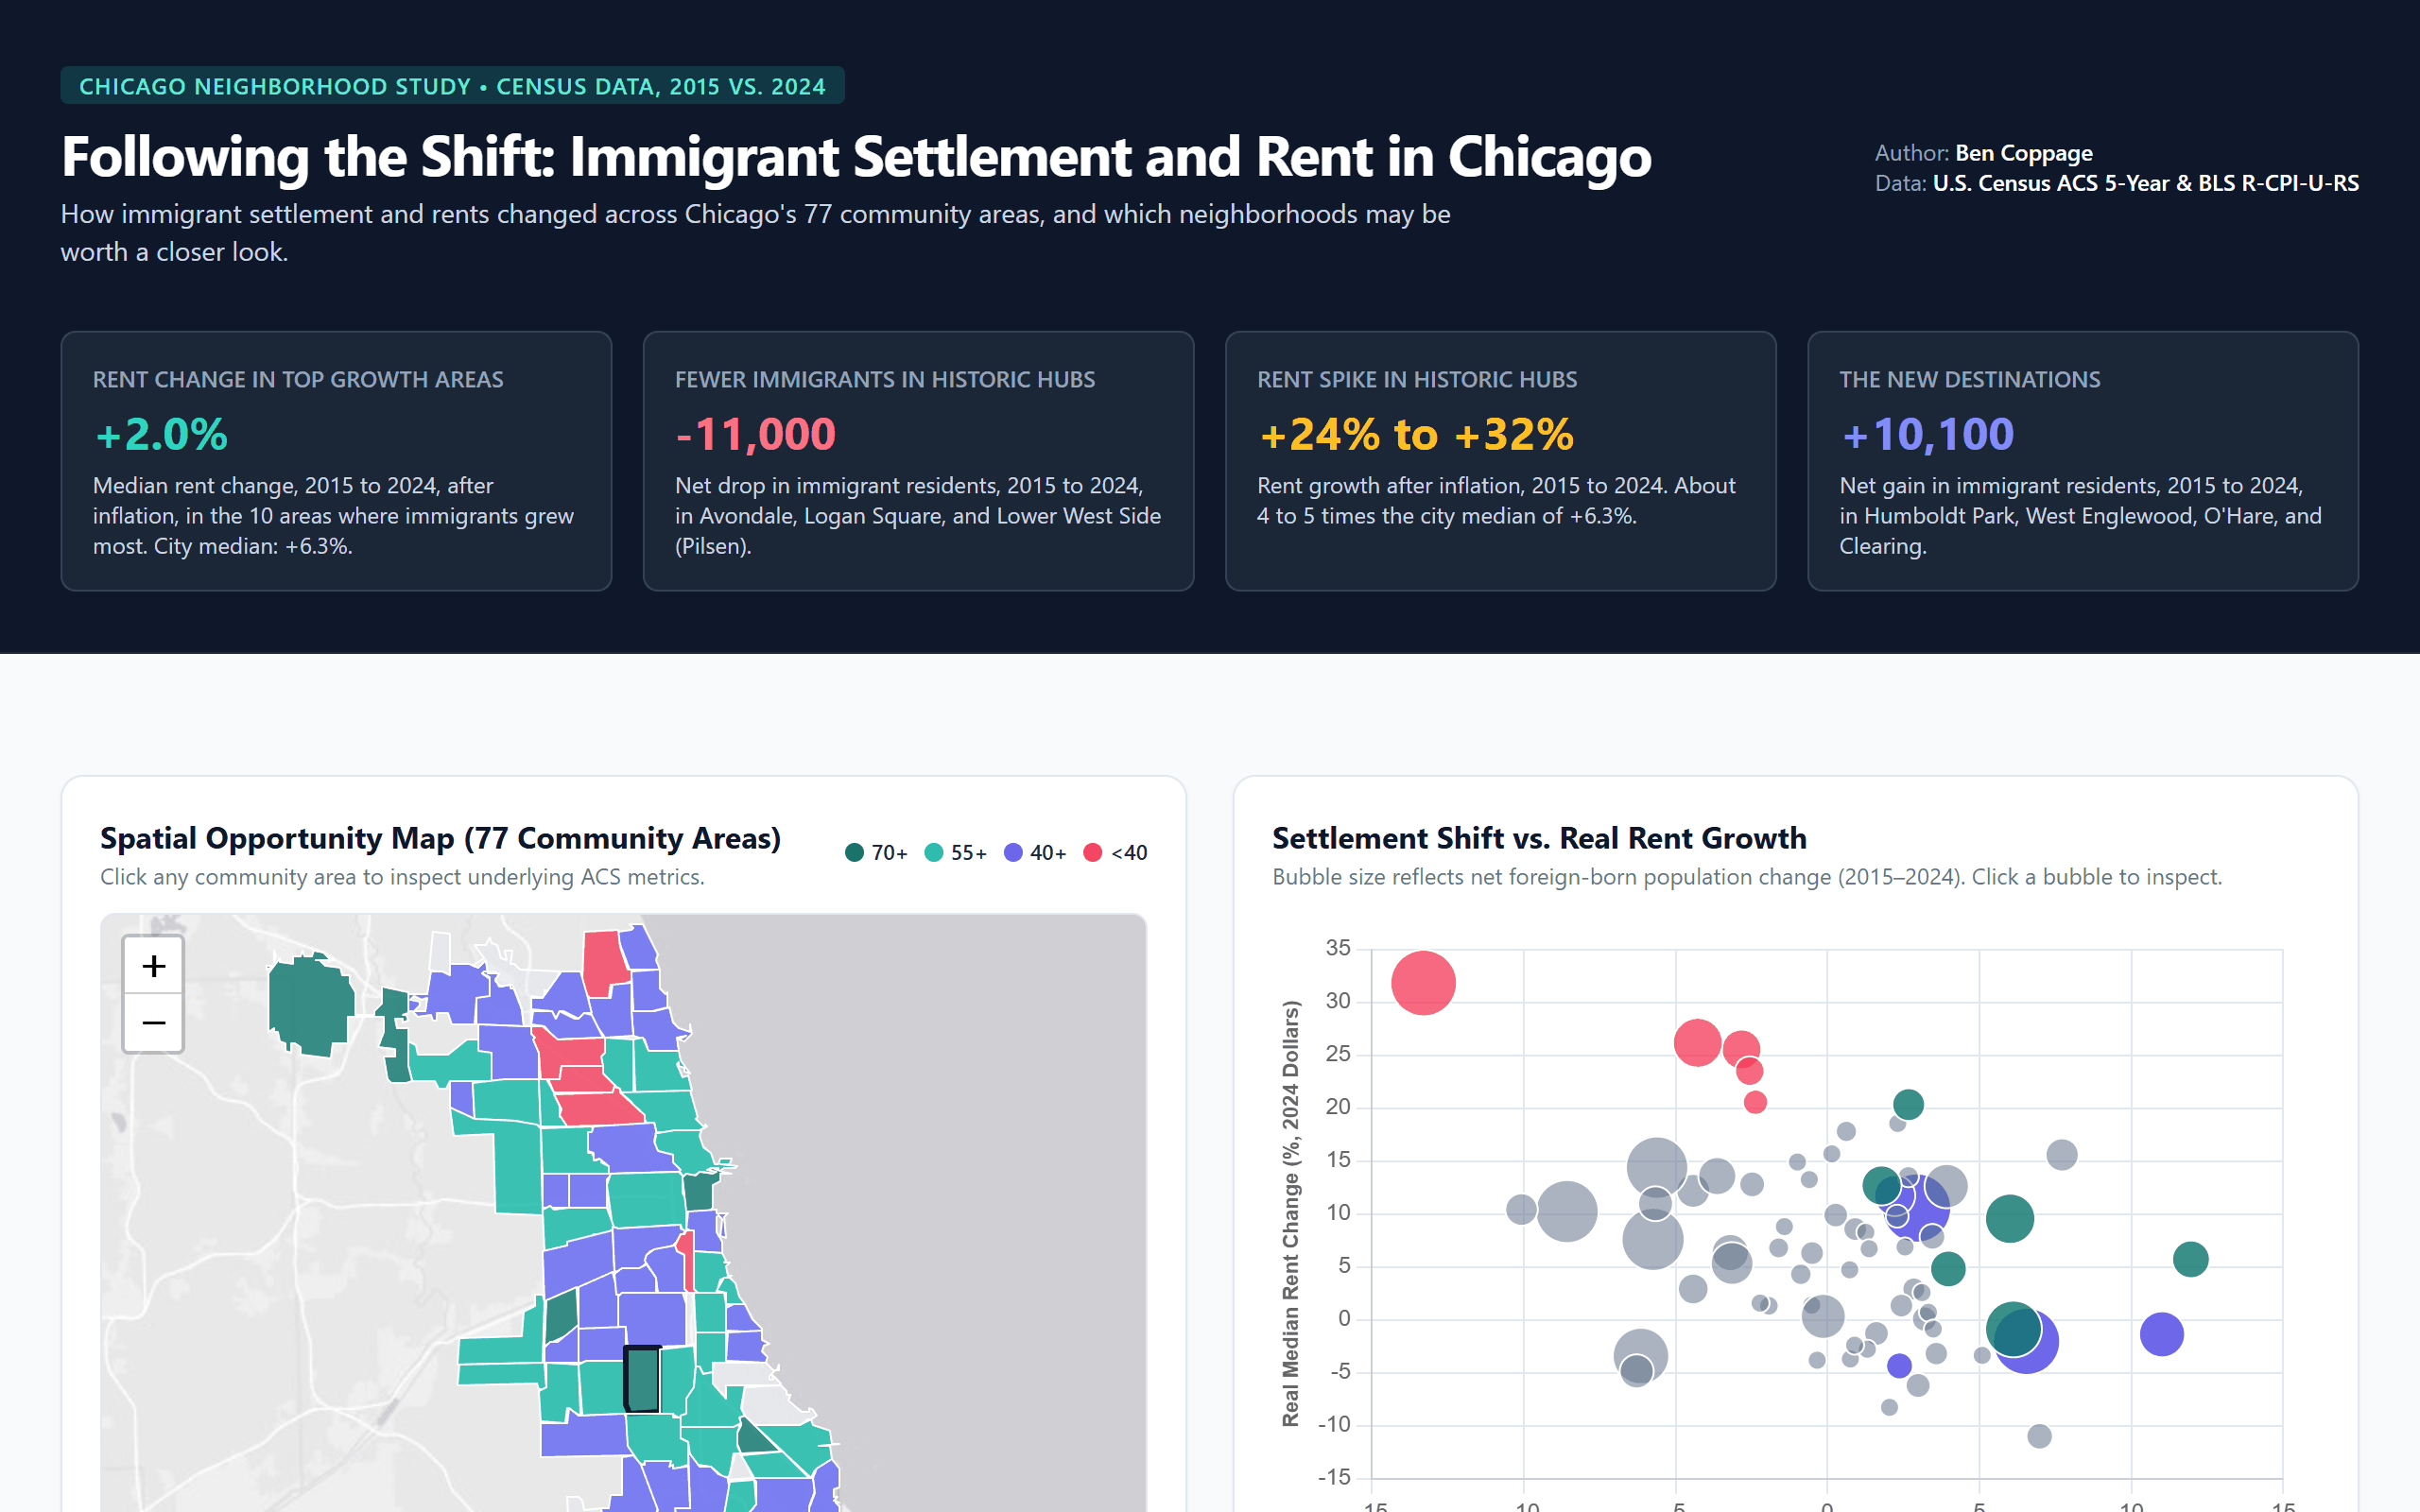 CHICAGO NEIGHBORHOOD STUDY • CENSUS DATA, 2015 VS. 2024
Following the Shift: Immigrant Settlement and Rent in Chicago
How immigrant settlement and rents changed across Chicago's 77 community areas, and which neighborhoods may be
worth a closer look.
Author: Ben Coppage
Data: U.S. Census ACS 5-Year & BLS R-CPI-U-RS
RENT CHANGE IN TOP GROWTH AREAS
+2.0%
Median rent change, 2015 to 2024, after
inflation, in the 10 areas where immigrants grew
most. City median: +6.3%.
FEWER IMMIGRANTS IN HISTORIC HUBS
-11,000
Net drop in immigrant residents, 2015 to 2024,
in Avondale, Logan Square, and Lower West Side
(Pilsen).
RENT SPIKE IN HISTORIC HUBS
+24% to +32%
Rent growth after inflation, 2015 to 2024. About
4 to 5 times the city median of +6.3%.
THE NEW DESTINATIONS
+10,100
Net gain in immigrant residents, 2015 to 2024,
in Humboldt Park, West Englewood, O'Hare, and
Clearing.
Spatial Opportunity Map (77 Community Areas)
Click any community area to inspect underlying ACS metrics.
70+
55+
40+
<40
+
−
Settlement Shift vs. Real Rent Growth
Bubble size reflects net foreign-born population change (2015–2024). Click a bubble to inspect.
Real Median Rent Change (%, 2024 Dollars)
35
30
25
20
15
10
5
0
-5
-10
-15